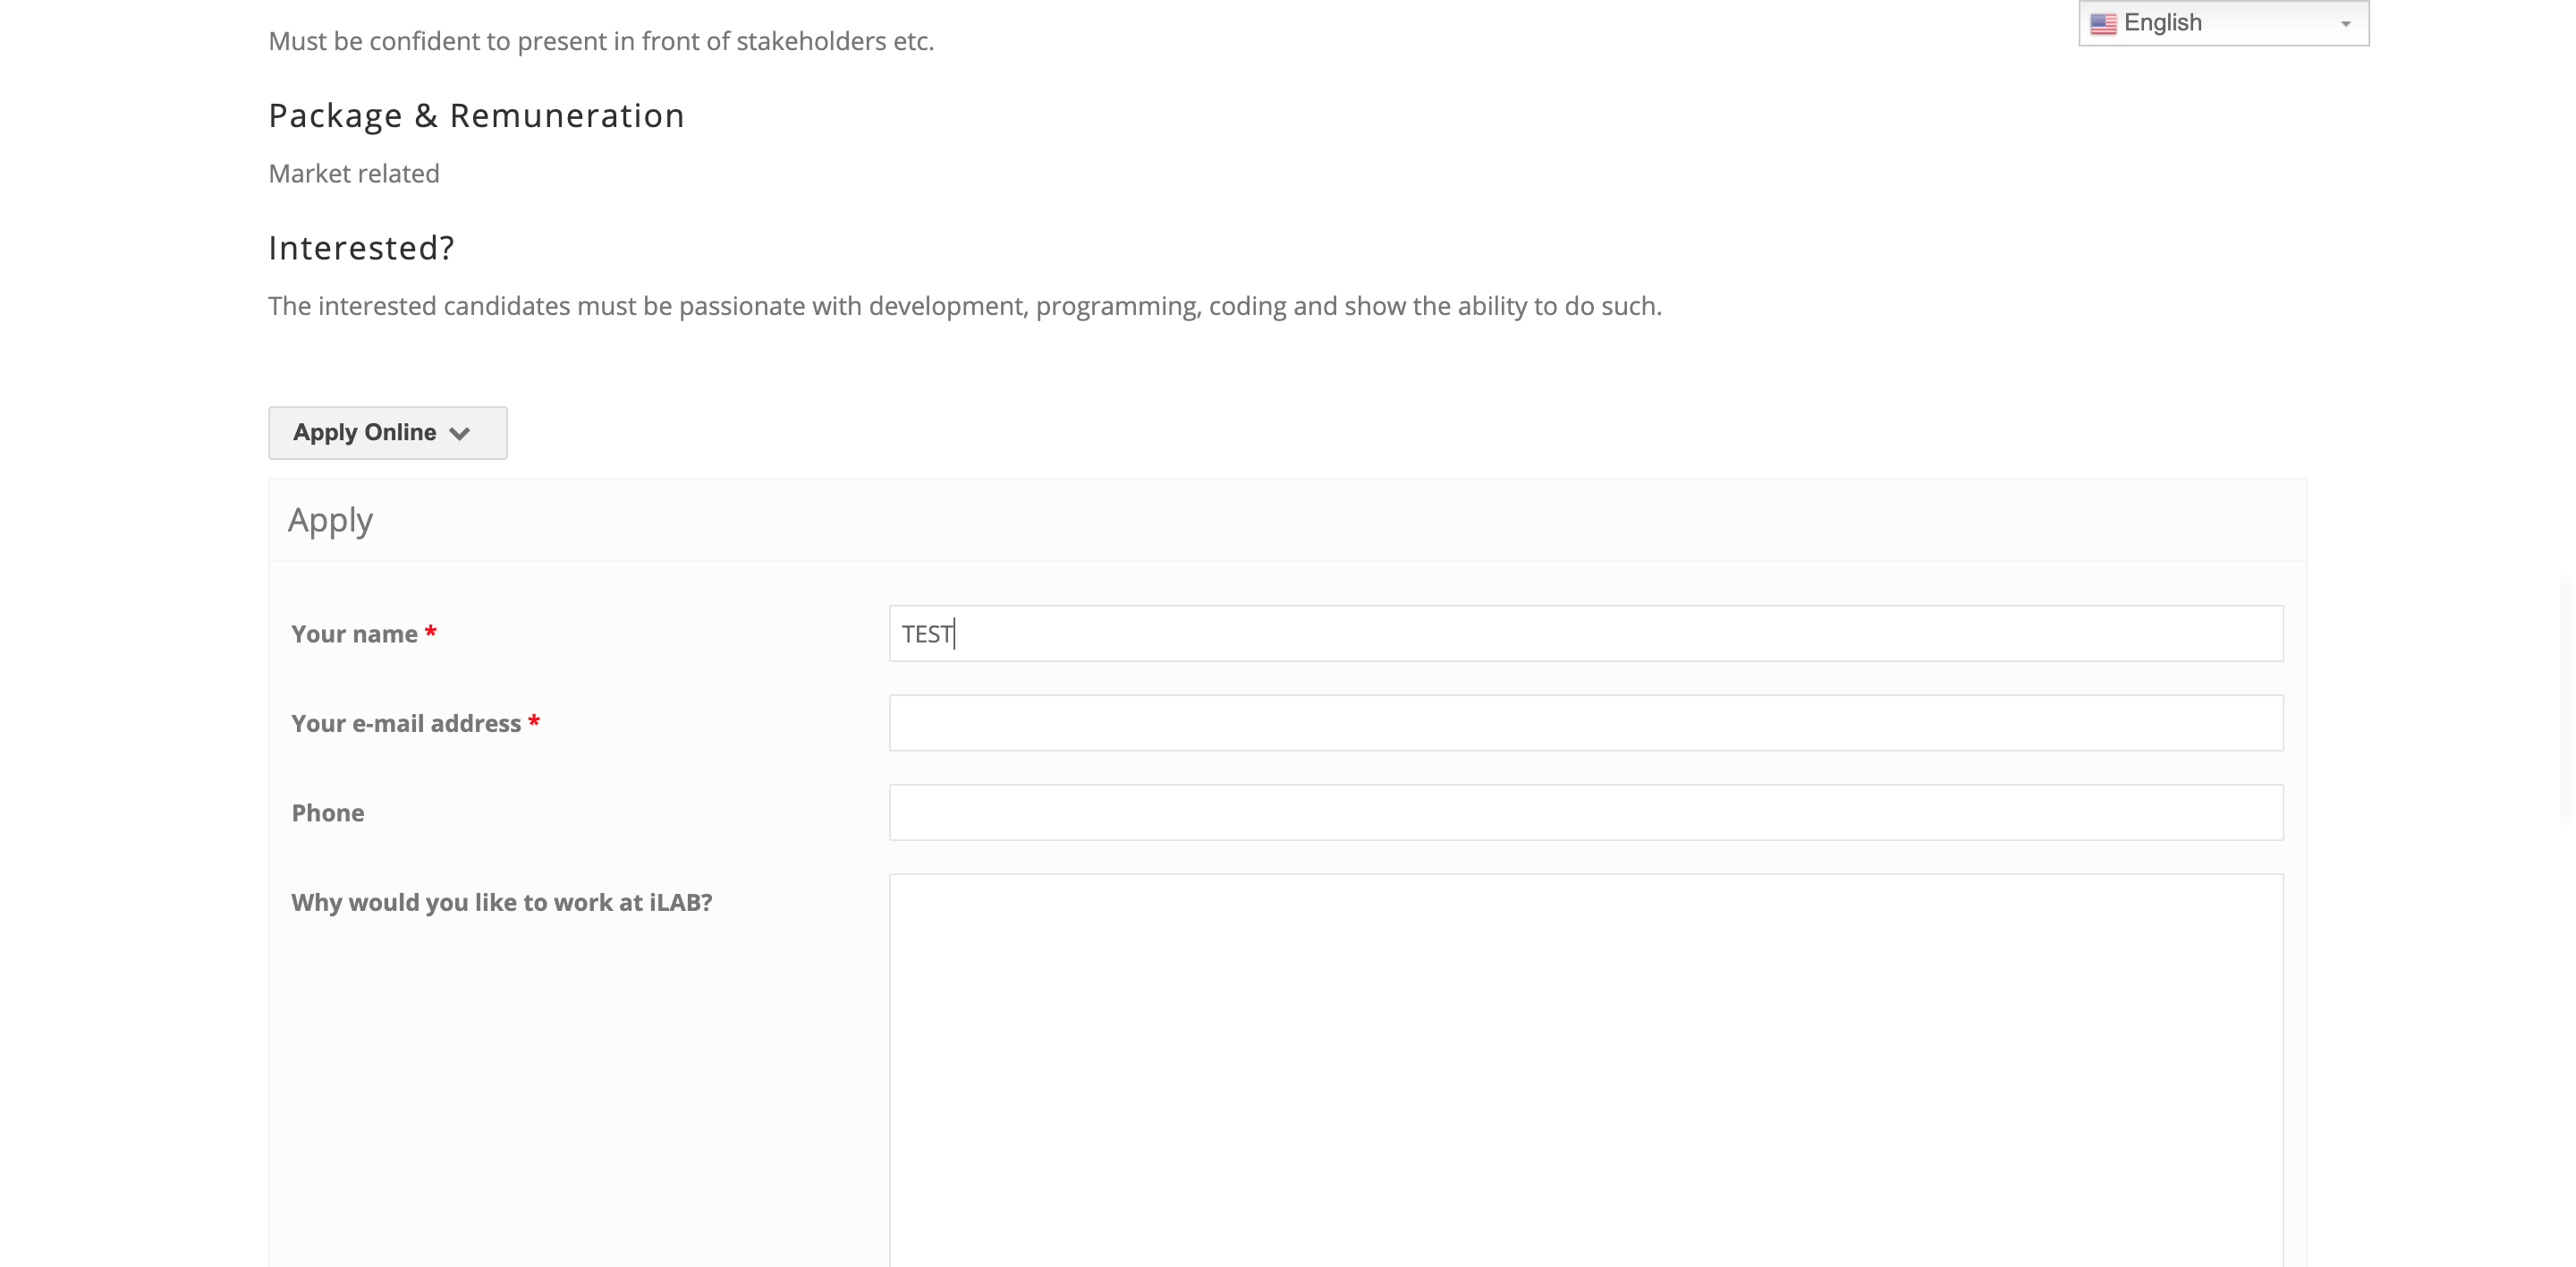 English
Must be confident to present in front of stakeholders etc.
Package & Remuneration
Market related
Interested?
The interested candidates must be passionate with development, programming, coding and show the ability to do such.
Apply Online
Apply
Your name *
TEST
Your e-mail address *
Phone
Why would you like to work at iLAB?